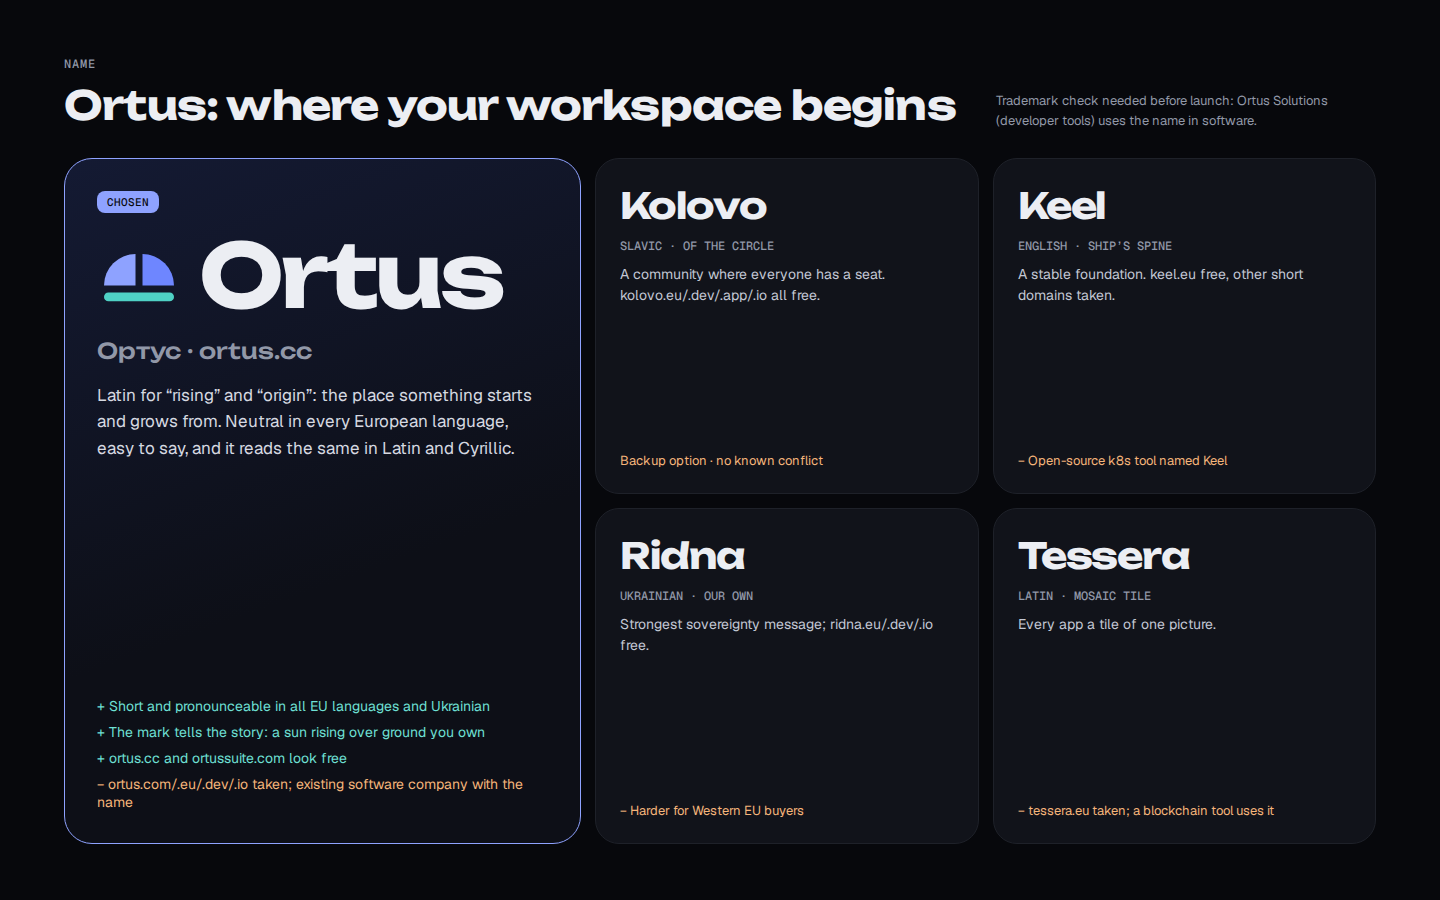 NAME
Ortus: where your workspace begins
Trademark check needed before launch: Ortus Solutions
(developer tools) uses the name in software.
CHOSEN
Ortus
Ортус · ortus.cc
Latin for “rising” and “origin”: the place something starts
and grows from. Neutral in every European language,
easy to say, and it reads the same in Latin and Cyrillic.
+ Short and pronounceable in all EU languages and Ukrainian
+ The mark tells the story: a sun rising over ground you own
+ ortus.cc and ortussuite.com look free
– ortus.com/.eu/.dev/.io taken; existing software company with the
name
Kolovo
SLAVIC · OF THE CIRCLE
A community where everyone has a seat.
kolovo.eu/.dev/.app/.io all free.
Backup option · no known conflict
Keel
ENGLISH · SHIP’S SPINE
A stable foundation. keel.eu free, other short
domains taken.
– Open-source k8s tool named Keel
Ridna
UKRAINIAN · OUR OWN
Strongest sovereignty message; ridna.eu/.dev/.io
free.
– Harder for Western EU buyers
Tessera
LATIN · MOSAIC TILE
Every app a tile of one picture.
– tessera.eu taken; a blockchain tool uses it